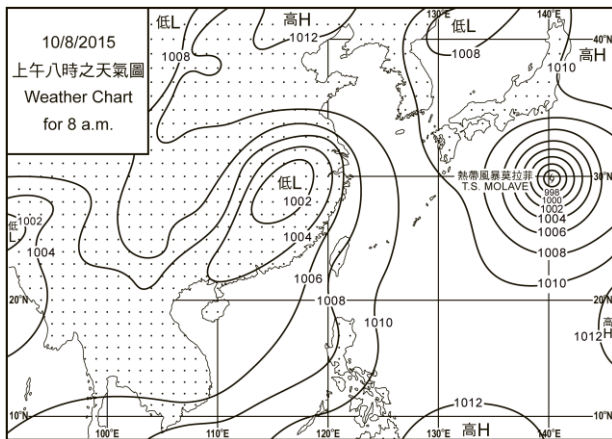 10/8/2015
上午八時之天氣圖
Weather Chart
for 8 a.m.
低L
高H
1012
1008
130°E
低L
1008
140°E
40°N
高H
1010
熱帶風暴莫拉菲
T.S. MOLAVE
30°N
998
1000
1002
1004
1006
1008
1010
低L
1002
1004
1006
1008
1010
低
L
1002
1004
20°N
20°N
高
H
1012
1012
高H
10°N
10°N
100°E
110°E
120°E
130°E
140°E